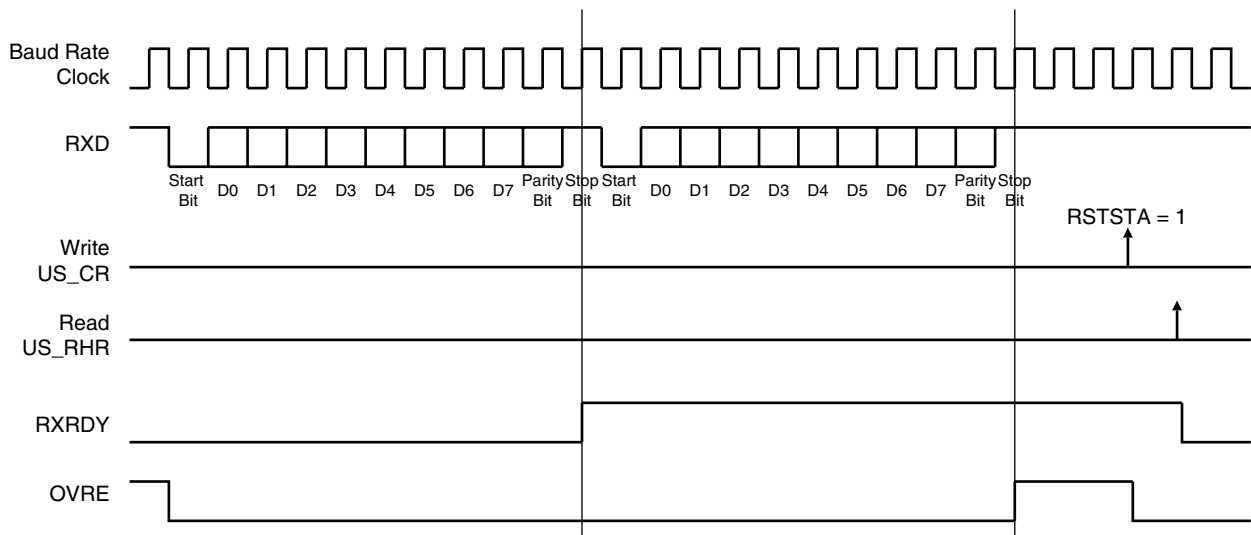 Baud Rate
Clock
RXD
Start
Bit
D0
D1
D2
D3
D4
D5
D6
D7
Parity
Bit
Stop
Bit
Start
Bit
D0
D1
D2
D3
D4
D5
D6
D7
Parity
Bit
Stop
Bit
RSTSTA = 1
Write
US_CR
Read
US_RHR
RXRDY
OVRE